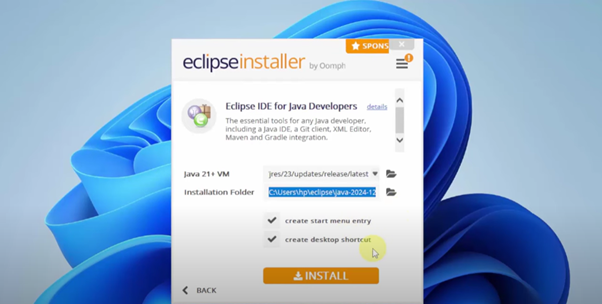 SPONS
eclipseinstaller by Oomph
!
Eclipse IDE for Java Developers details
The essential tools for any Java developer,
including a Java IDE, a Git client, XML Editor,
Maven and Gradle integration.
Java 21+ VM jres/23/updates/release/latest
Installation Folder C:\Users\hp\eclipse\java-2024-12
create start menu entry
create desktop shortcut
INSTALL
BACK